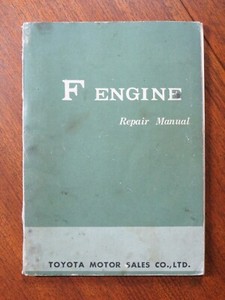 F ENGINE
Repair Manual
TOYOTA MOTOR SALES CO., LTD.